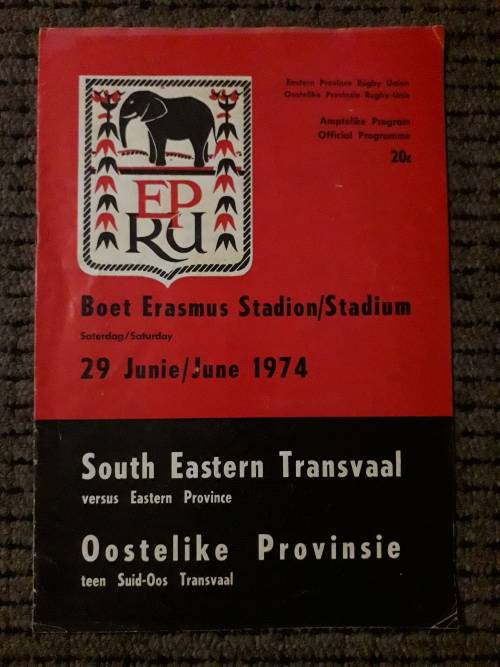 Eastern Province Rugby Union
Oostelike Provinsie Rugby-Unie
Amptelike Program
Official Programme
20c
EP
RU
Boet Erasmus Stadion/Stadium
Saterdag/Saturday
29 Junie/June 1974
South Eastern Transvaal
versus Eastern Province
Oostelike Provinsie
teen Suid-Oos Transvaal